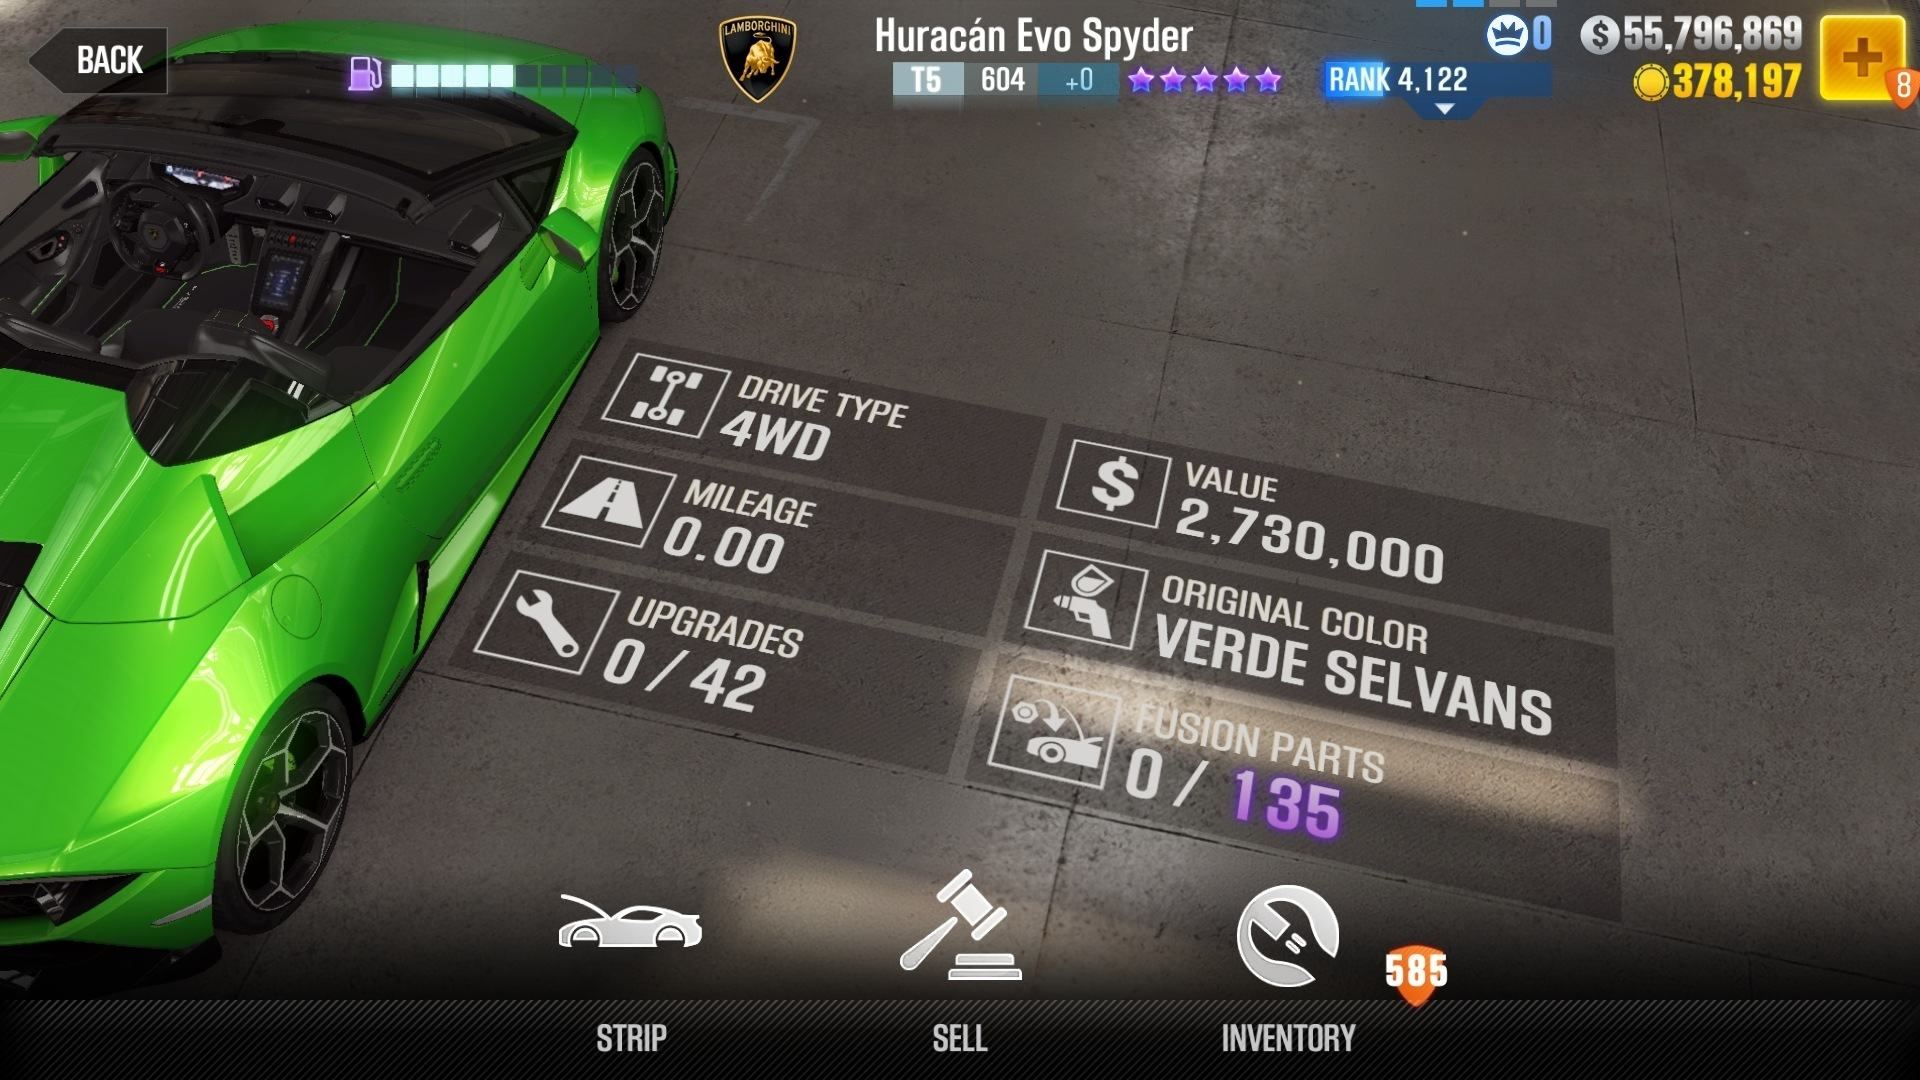 BACK
LAMBORGHINI
Huracán Evo Spyder
T5 604 +0
RANK 4,122
0
$ 55,796,869
378,197
8
DRIVE TYPE
4WD
MILEAGE
0.00
UPGRADES
0/42
$ VALUE
2,730,000
ORIGINAL COLOR
VERDE SELVANS
FUSION PARTS
0/ 135
585
STRIP
SELL
INVENTORY